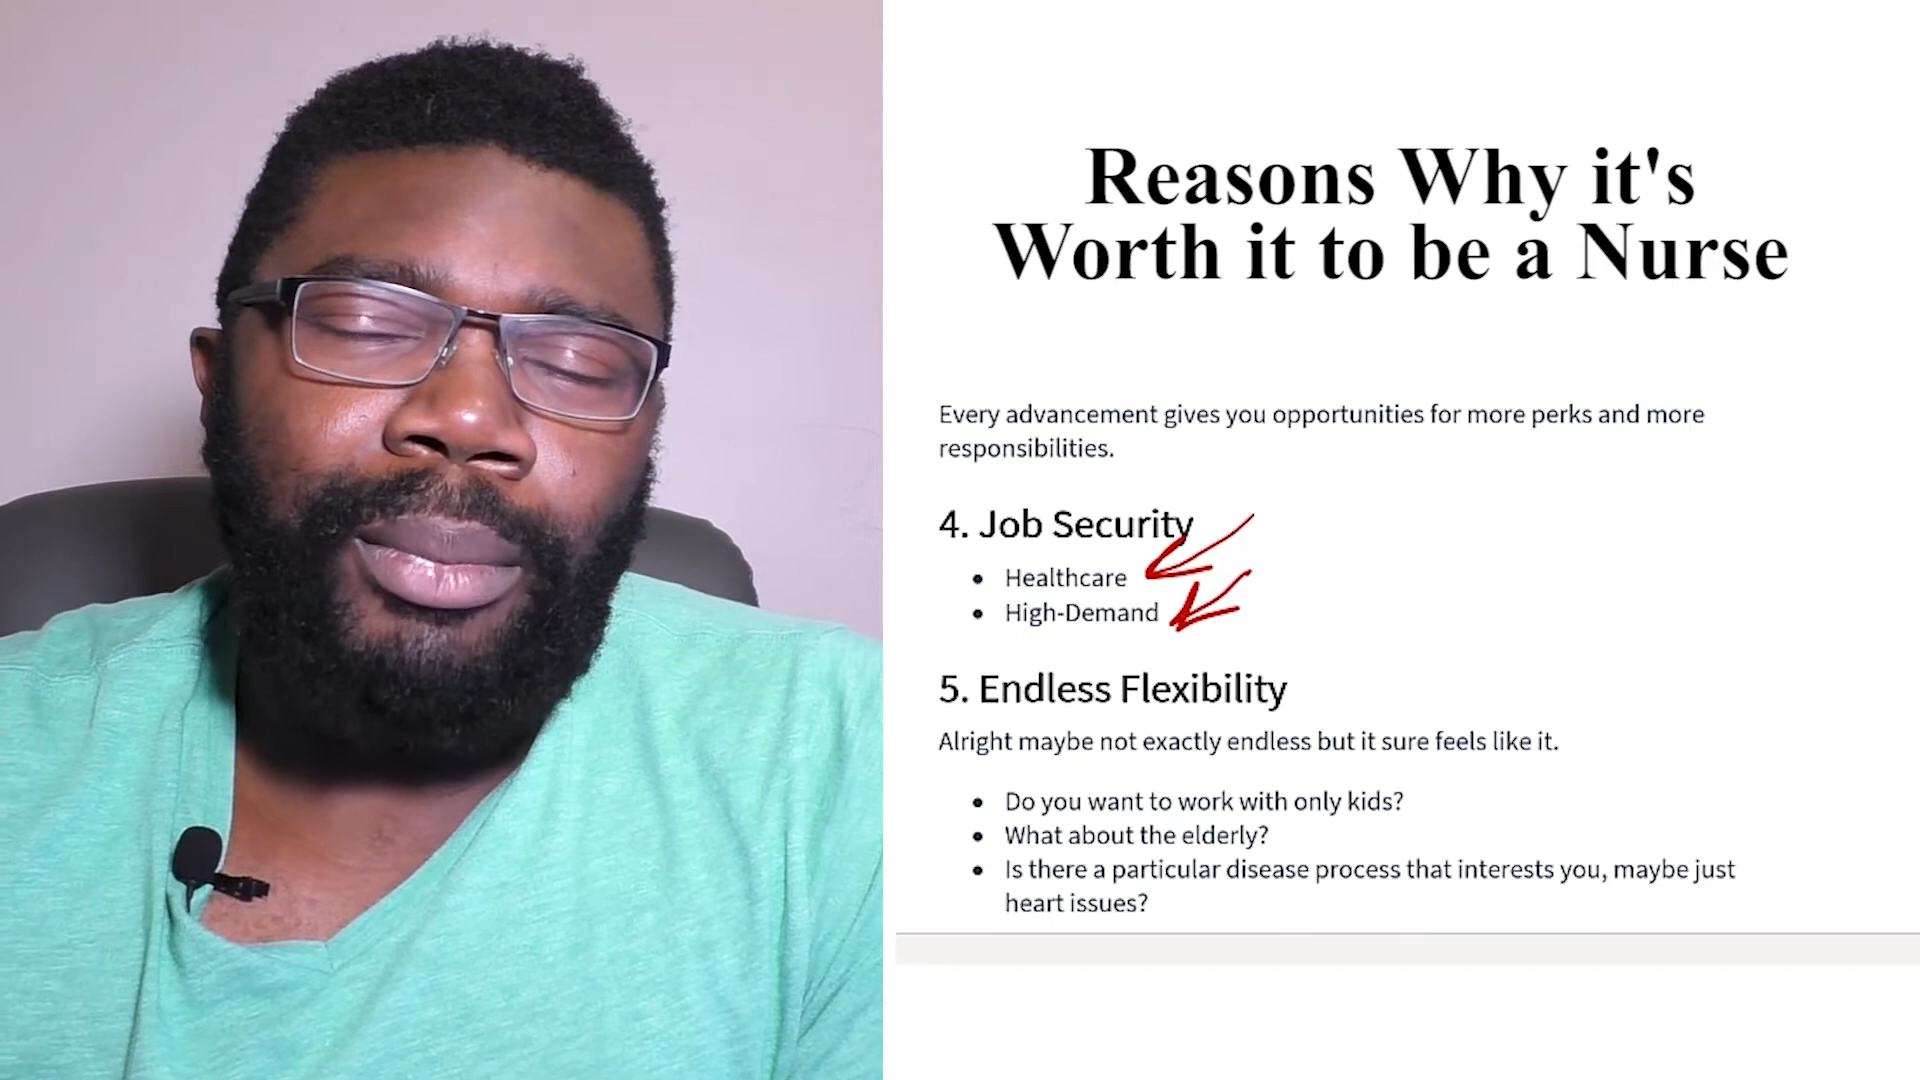 Reasons Why it's
Worth it to be a Nurse
Every advancement gives you opportunities for more perks and more
responsibilities.
4. Job Security
• Healthcare
• High-Demand
5. Endless Flexibility
Alright maybe not exactly endless but it sure feels like it.
• Do you want to work with only kids?
• What about the elderly?
• Is there a particular disease process that interests you, maybe just
heart issues?